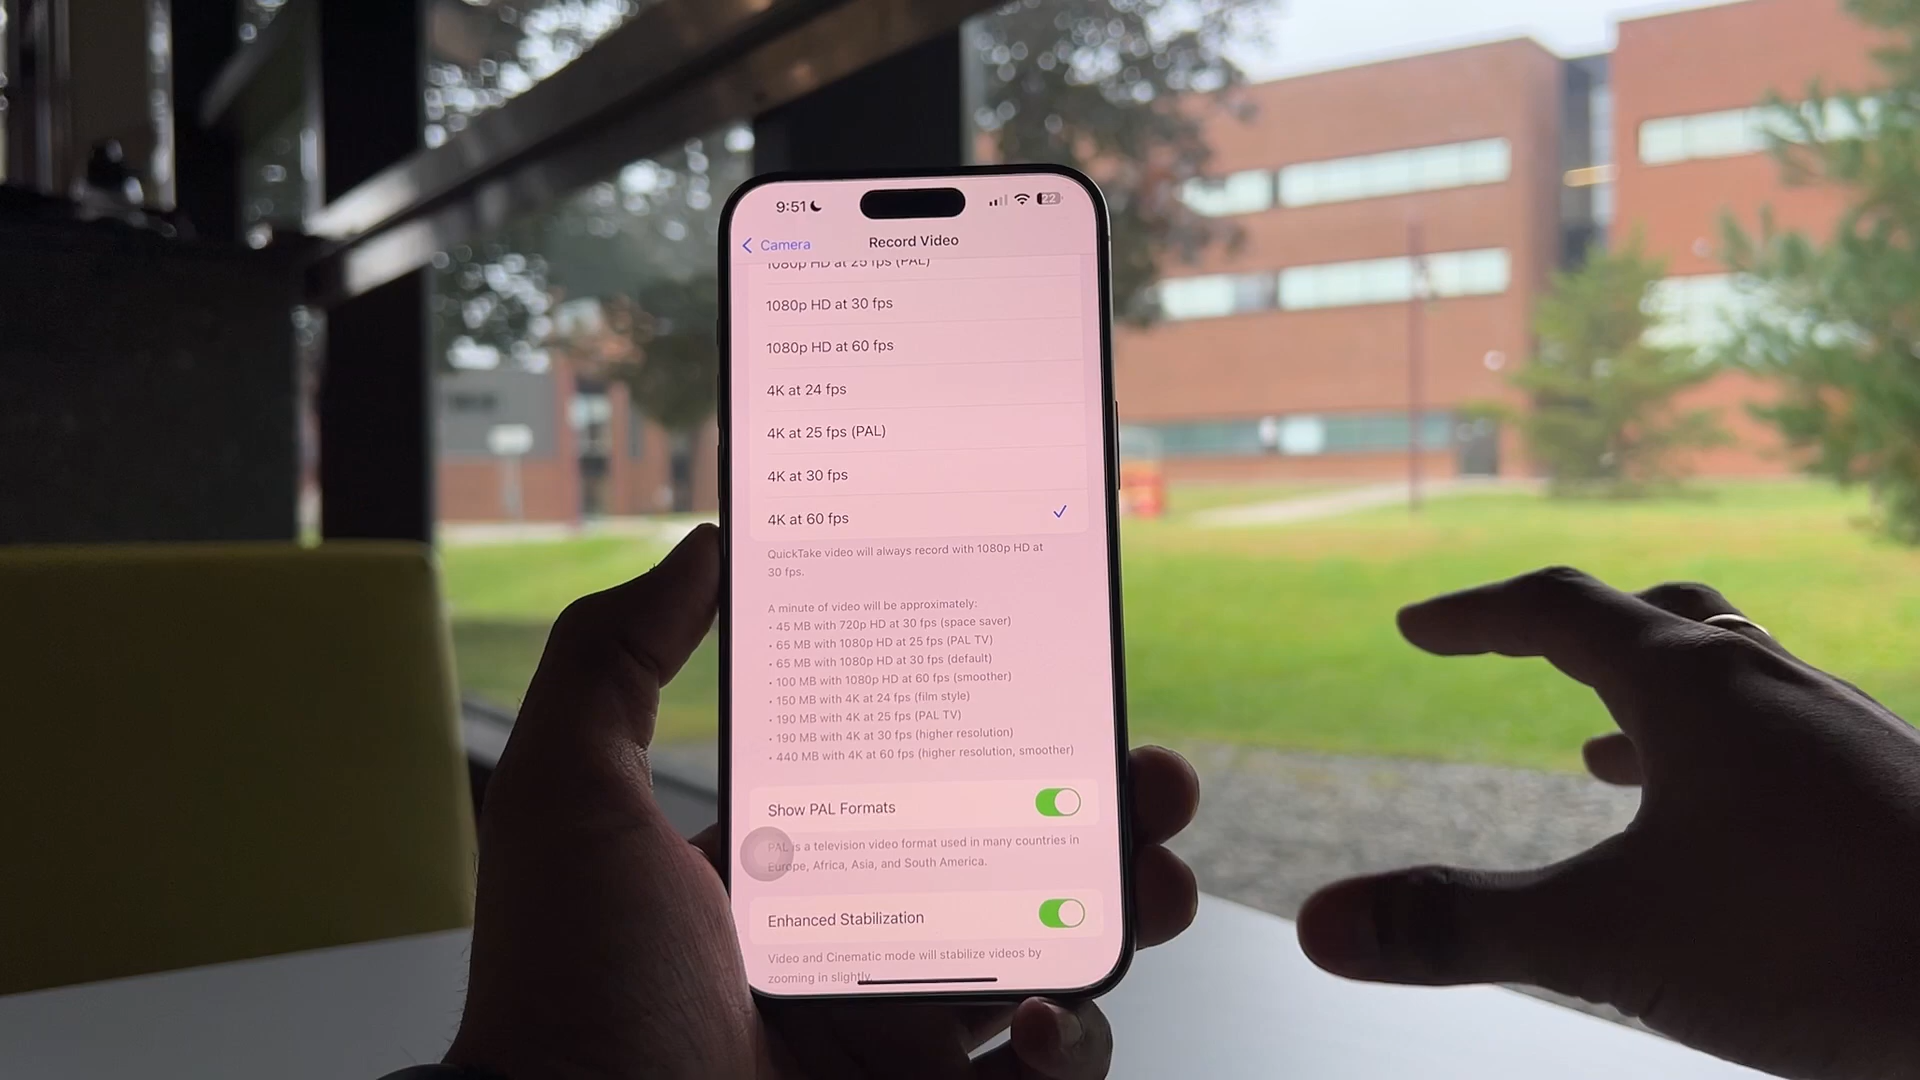 9:51
22
Camera
Record Video
1080p HD at 25 fps (PAL)
1080p HD at 30 fps
1080p HD at 60 fps
4K at 24 fps
4K at 25 fps (PAL)
4K at 30 fps
4K at 60 fps
QuickTake video will always record with 1080p HD at
30 fps.
A minute of video will be approximately:
• 45 MB with 720p HD at 30 fps (space saver)
• 65 MB with 1080p HD at 25 fps (PAL TV)
• 65 MB with 1080p HD at 30 fps (default)
• 100 MB with 1080p HD at 60 fps (smoother)
• 150 MB with 4K at 24 fps (film style)
• 190 MB with 4K at 25 fps (PAL TV)
• 190 MB with 4K at 30 fps (higher resolution)
• 440 MB with 4K at 60 fps (higher resolution, smoother)
Show PAL Formats
PAL is a television video format used in many countries in
Europe, Africa, Asia, and South America.
Enhanced Stabilization
Video and Cinematic mode will stabilize videos by
zooming in slightly.